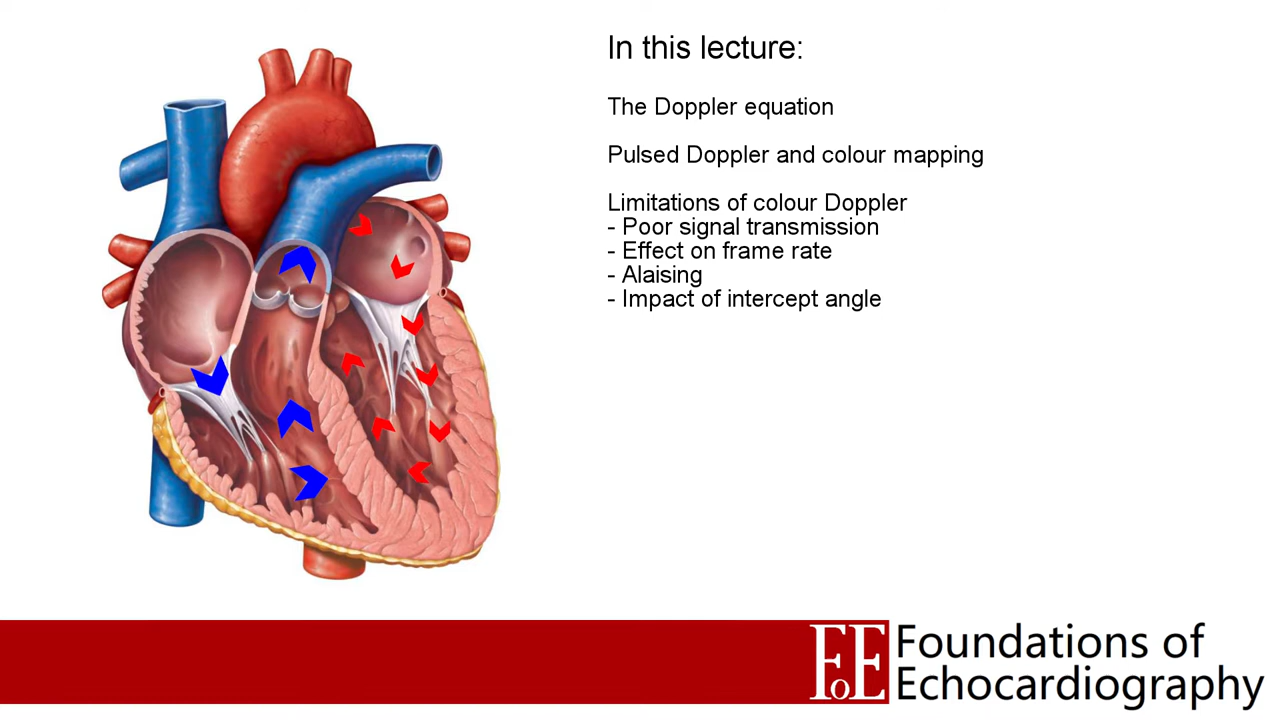 In this lecture:
The Doppler equation
Pulsed Doppler and colour mapping
Limitations of colour Doppler
- Poor signal transmission
- Effect on frame rate
- Alaising
- Impact of intercept angle
FoE
Foundations of
Echocardiography